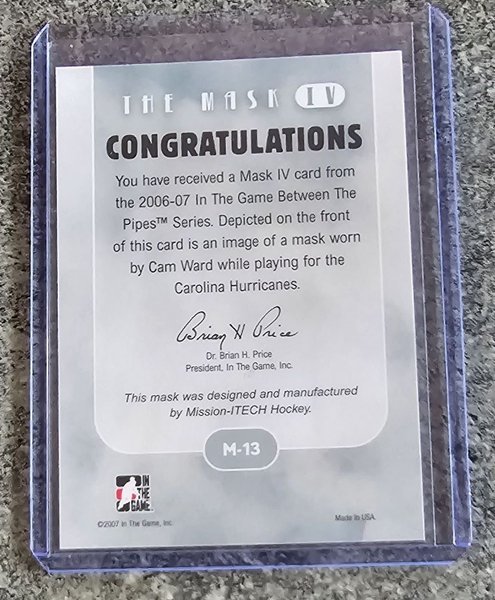 THE MASK IV
CONGRATULATIONS
You have received a Mask IV card from
the 2006-07 In The Game Between The
Pipes™ Series. Depicted on the front
of this card is an image of a mask worn
by Cam Ward while playing for the
Carolina Hurricanes.
Brian H Price
Dr. Brian H. Price
President, In The Game, Inc.
This mask was designed and manufactured
by Mission-ITECH Hockey.
M-13
IN
THE
GAME
©2007 In The Game, Inc.
Made In USA.